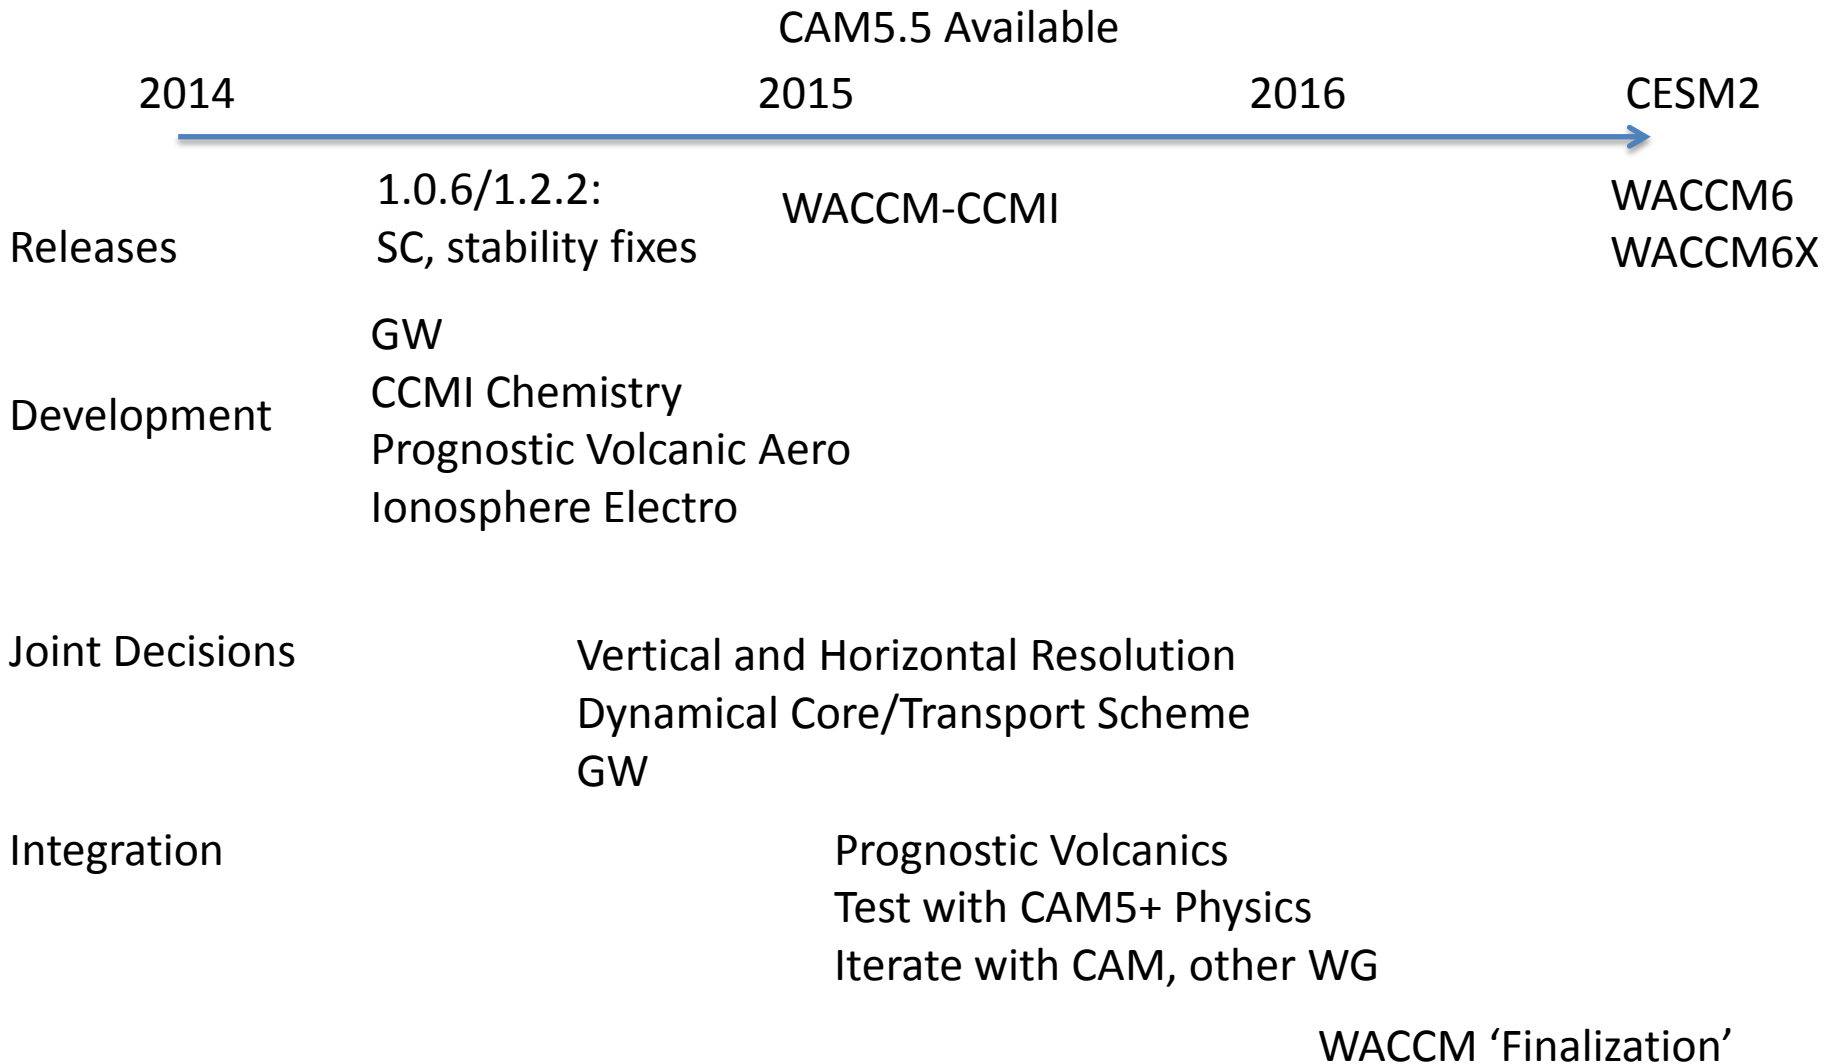 CAM5.5 Available
2014 2015 2016 CESM2
Releases
1.0.6/1.2.2:
SC, stability fixes
WACCM-CCMI
WACCM6
WACCM6X
Development
GW
CCMI Chemistry
Prognostic Volcanic Aero
Ionosphere Electro
Joint Decisions
Vertical and Horizontal Resolution
Dynamical Core/Transport Scheme
GW
Integration
Prognostic Volcanics
Test with CAM5+ Physics
Iterate with CAM, other WG
WACCM ‘Finalization’